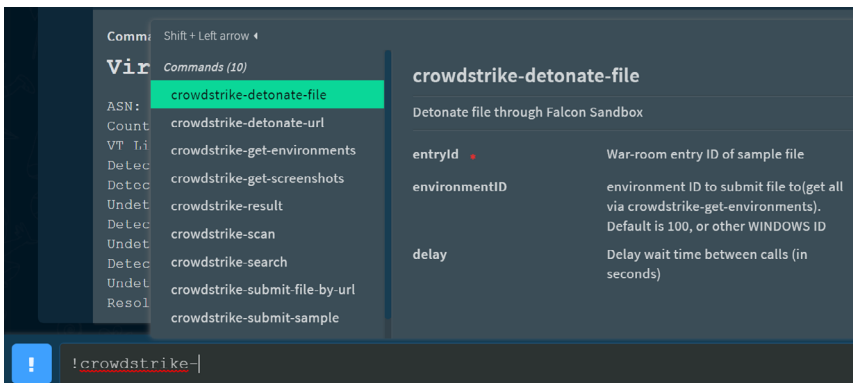 Comma
Shift + Left arrow
Vir
Commands (10)
crowdstrike-detonate-file
crowdstrike-detonate-url
crowdstrike-get-environments
crowdstrike-get-screenshots
crowdstrike-result
crowdstrike-scan
crowdstrike-search
crowdstrike-submit-file-by-url
crowdstrike-submit-sample
ASN:
Count
VT Li
Detec
Detec
Undet
Detec
Undet
Detec
Undet
Resol
crowdstrike-detonate-file
Detonate file through Falcon Sandbox
entryId
War-room entry ID of sample file
environmentID
environment ID to submit file to(get all
via crowdstrike-get-environments).
Default is 100, or other WINDOWS ID
delay
Delay wait time between calls (in
seconds)
!
!crowdstrike-